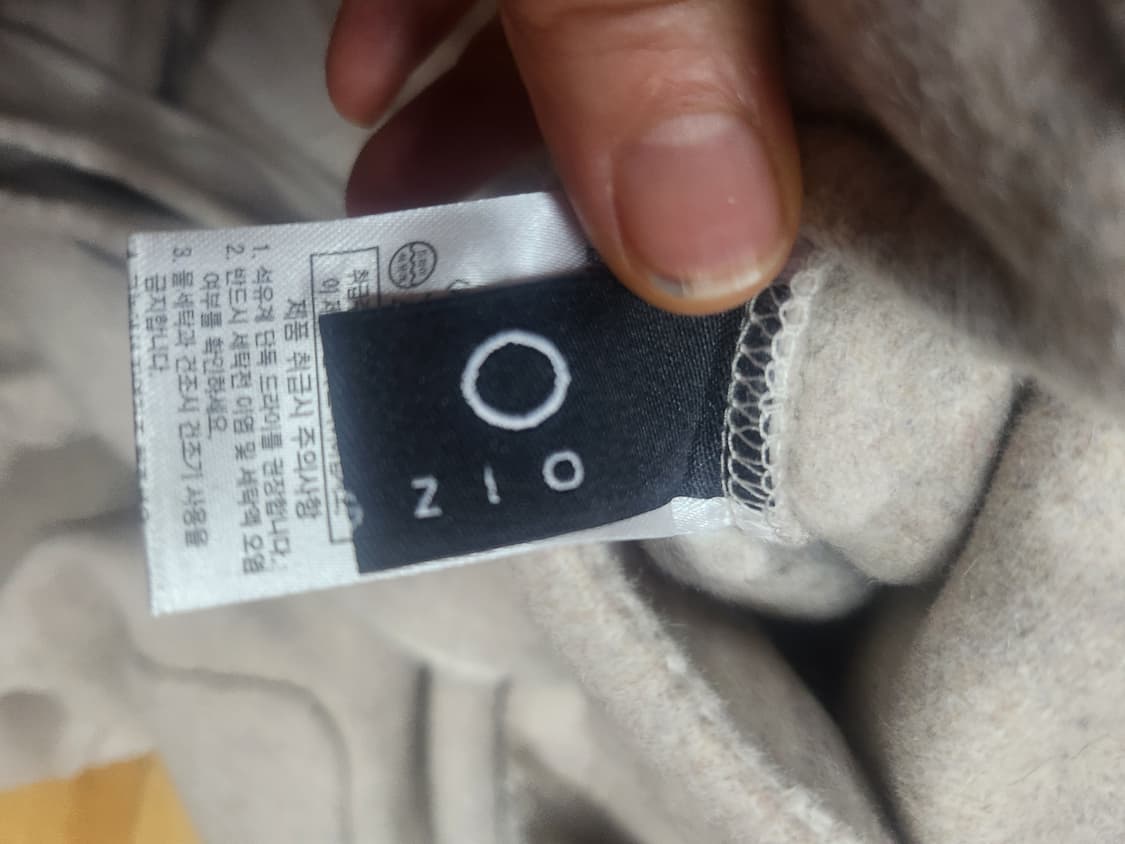 제품 취급시 주의사항
1. 석유계 단독 드라이를 권장합니다.
2. 반드시 세탁전 이염 및 세탁액 오염
여부를 확인하세요.
3. 물세탁과 건조시 건조기 사용을
금지합니다
ZIO